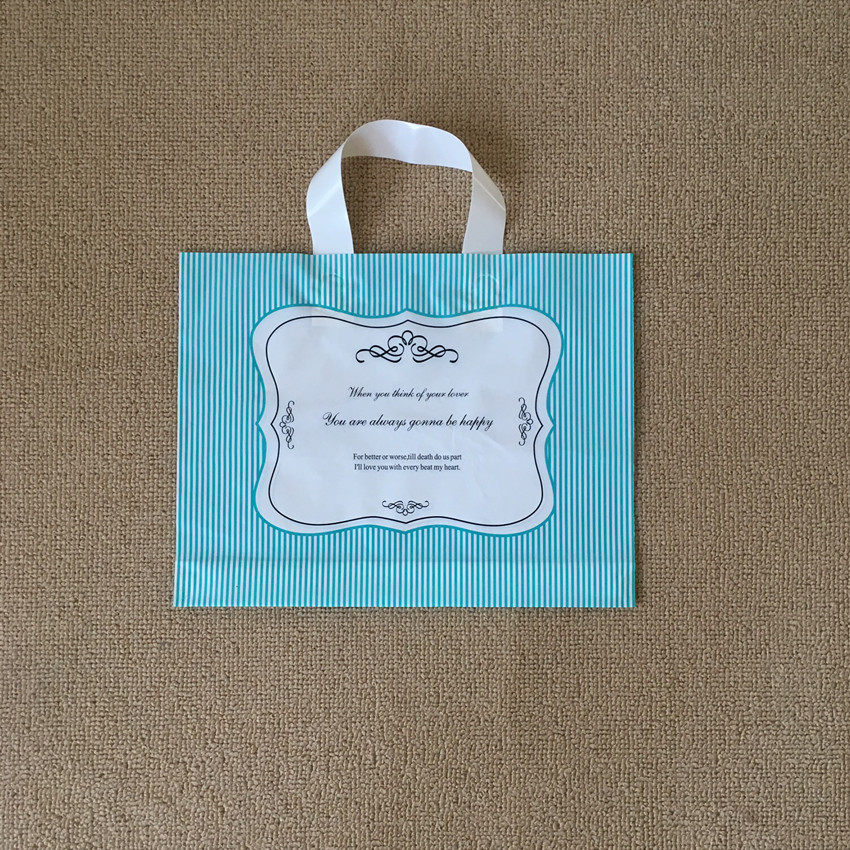 When you think of your lover
You are always gonna be happy
For better or worse,till death do us part
I'll love you with every beat my heart.